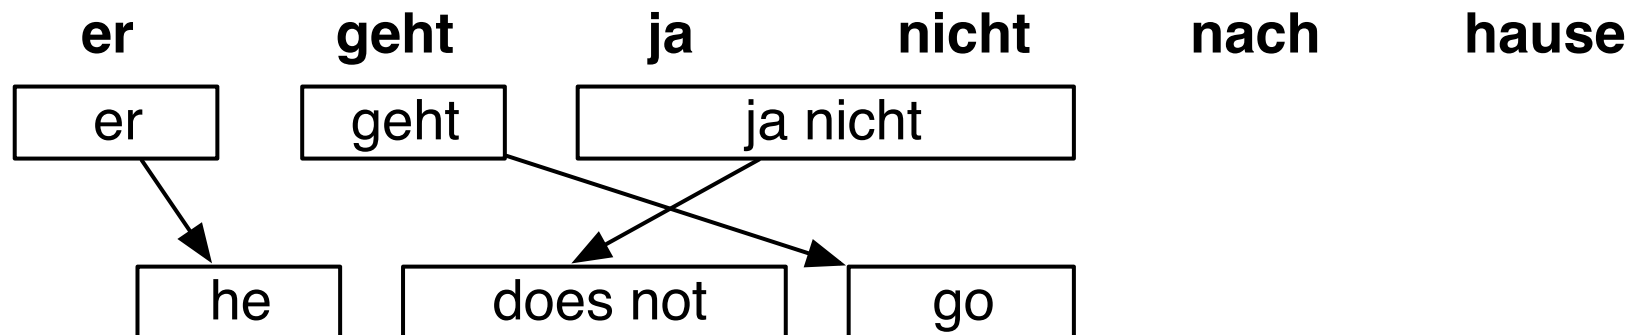 er geht ja nicht nach hause
er geht ja nicht
he does not go